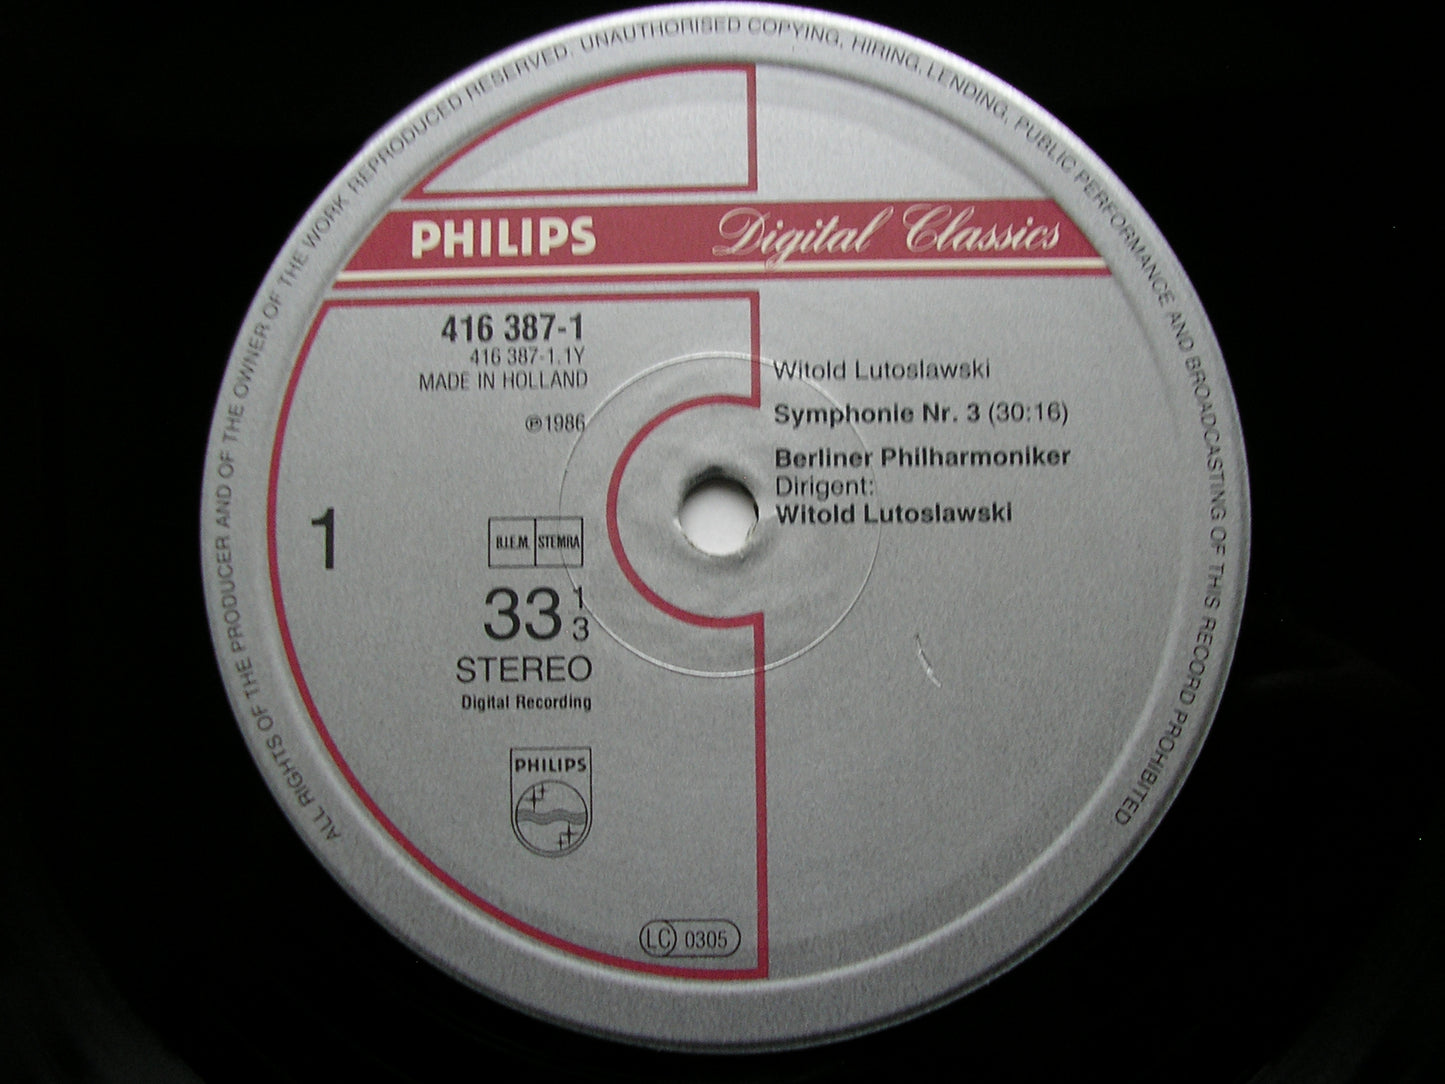 ALL RIGHTS OF THE PRODUCER AND OF THE OWNER OF THE WORK REPRODUCED RESERVED. UNAUTHORISED COPYING, HIRING, LENDING, PUBLIC PERFORMANCE AND BROADCASTING OF THIS RECORD PROHIBITED
PHILIPS Digital Classics
416 387-1
416 387-1.1Y
MADE IN HOLLAND
℗1986
Witold Lutoslawski
Symphonie Nr. 3 (30:16)
Berliner Philharmoniker
Dirigent:
Witold Lutoslawski
1
B.I.E.M. STEMRA
33 1/3
STEREO
Digital Recording
PHILIPS
LC 0305